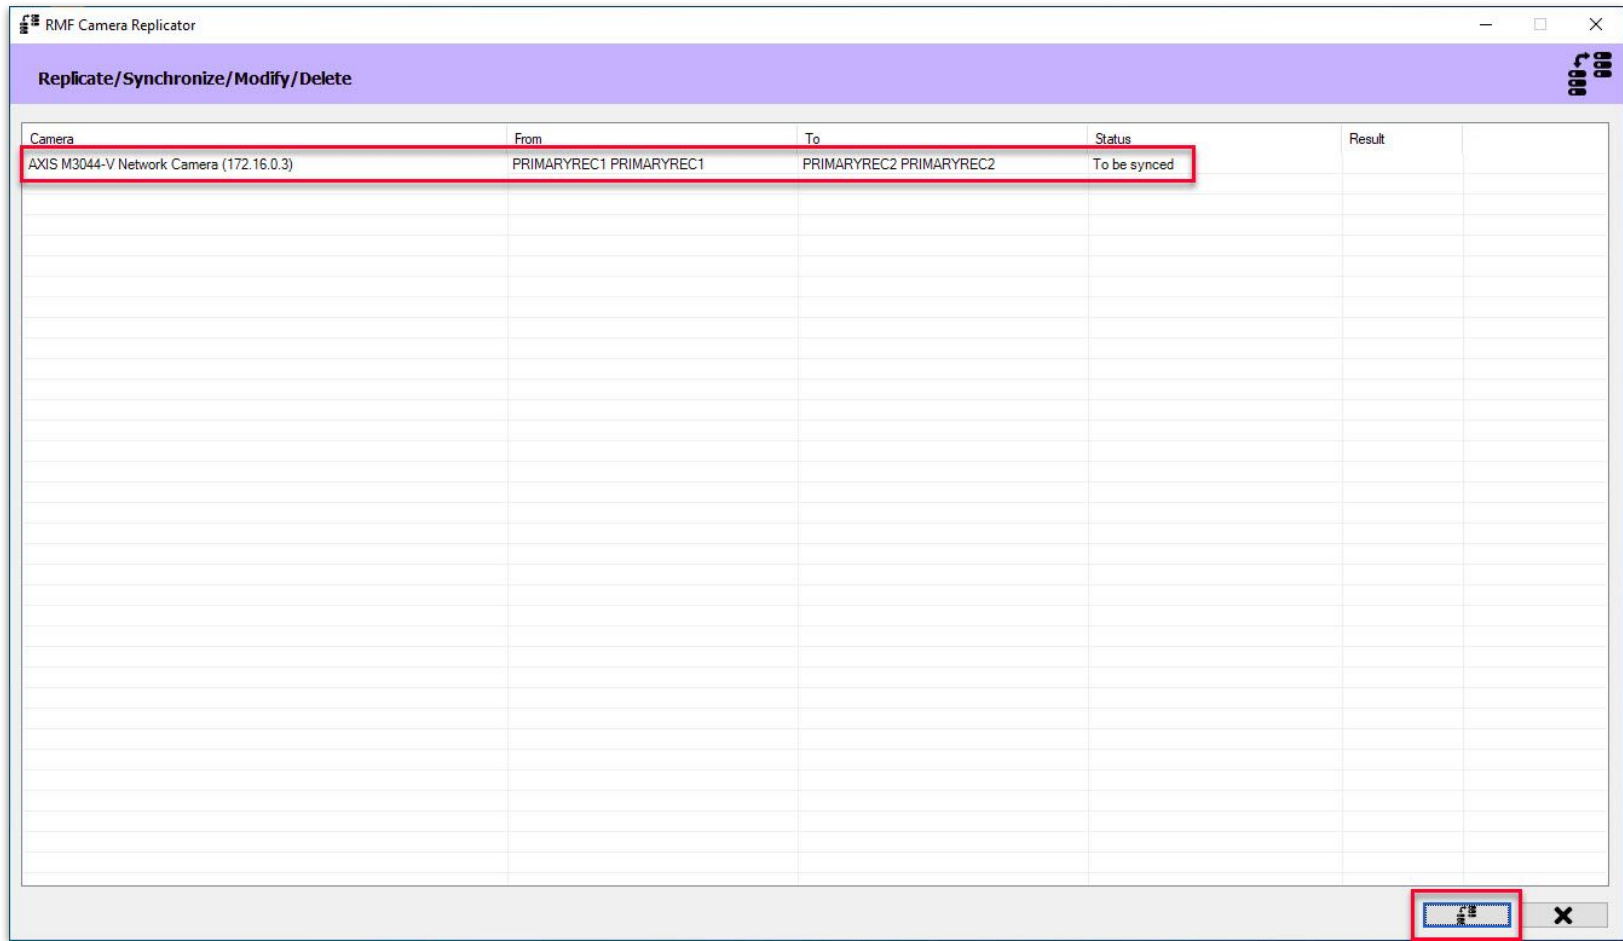 RMF Camera Replicator
Replicate/Synchronize/Modify/Delete
Camera From To Status Result
AXIS M3044-V Network Camera (172.16.0.3) PRIMARYREC1 PRIMARYREC1 PRIMARYREC2 PRIMARYREC2 To be synced